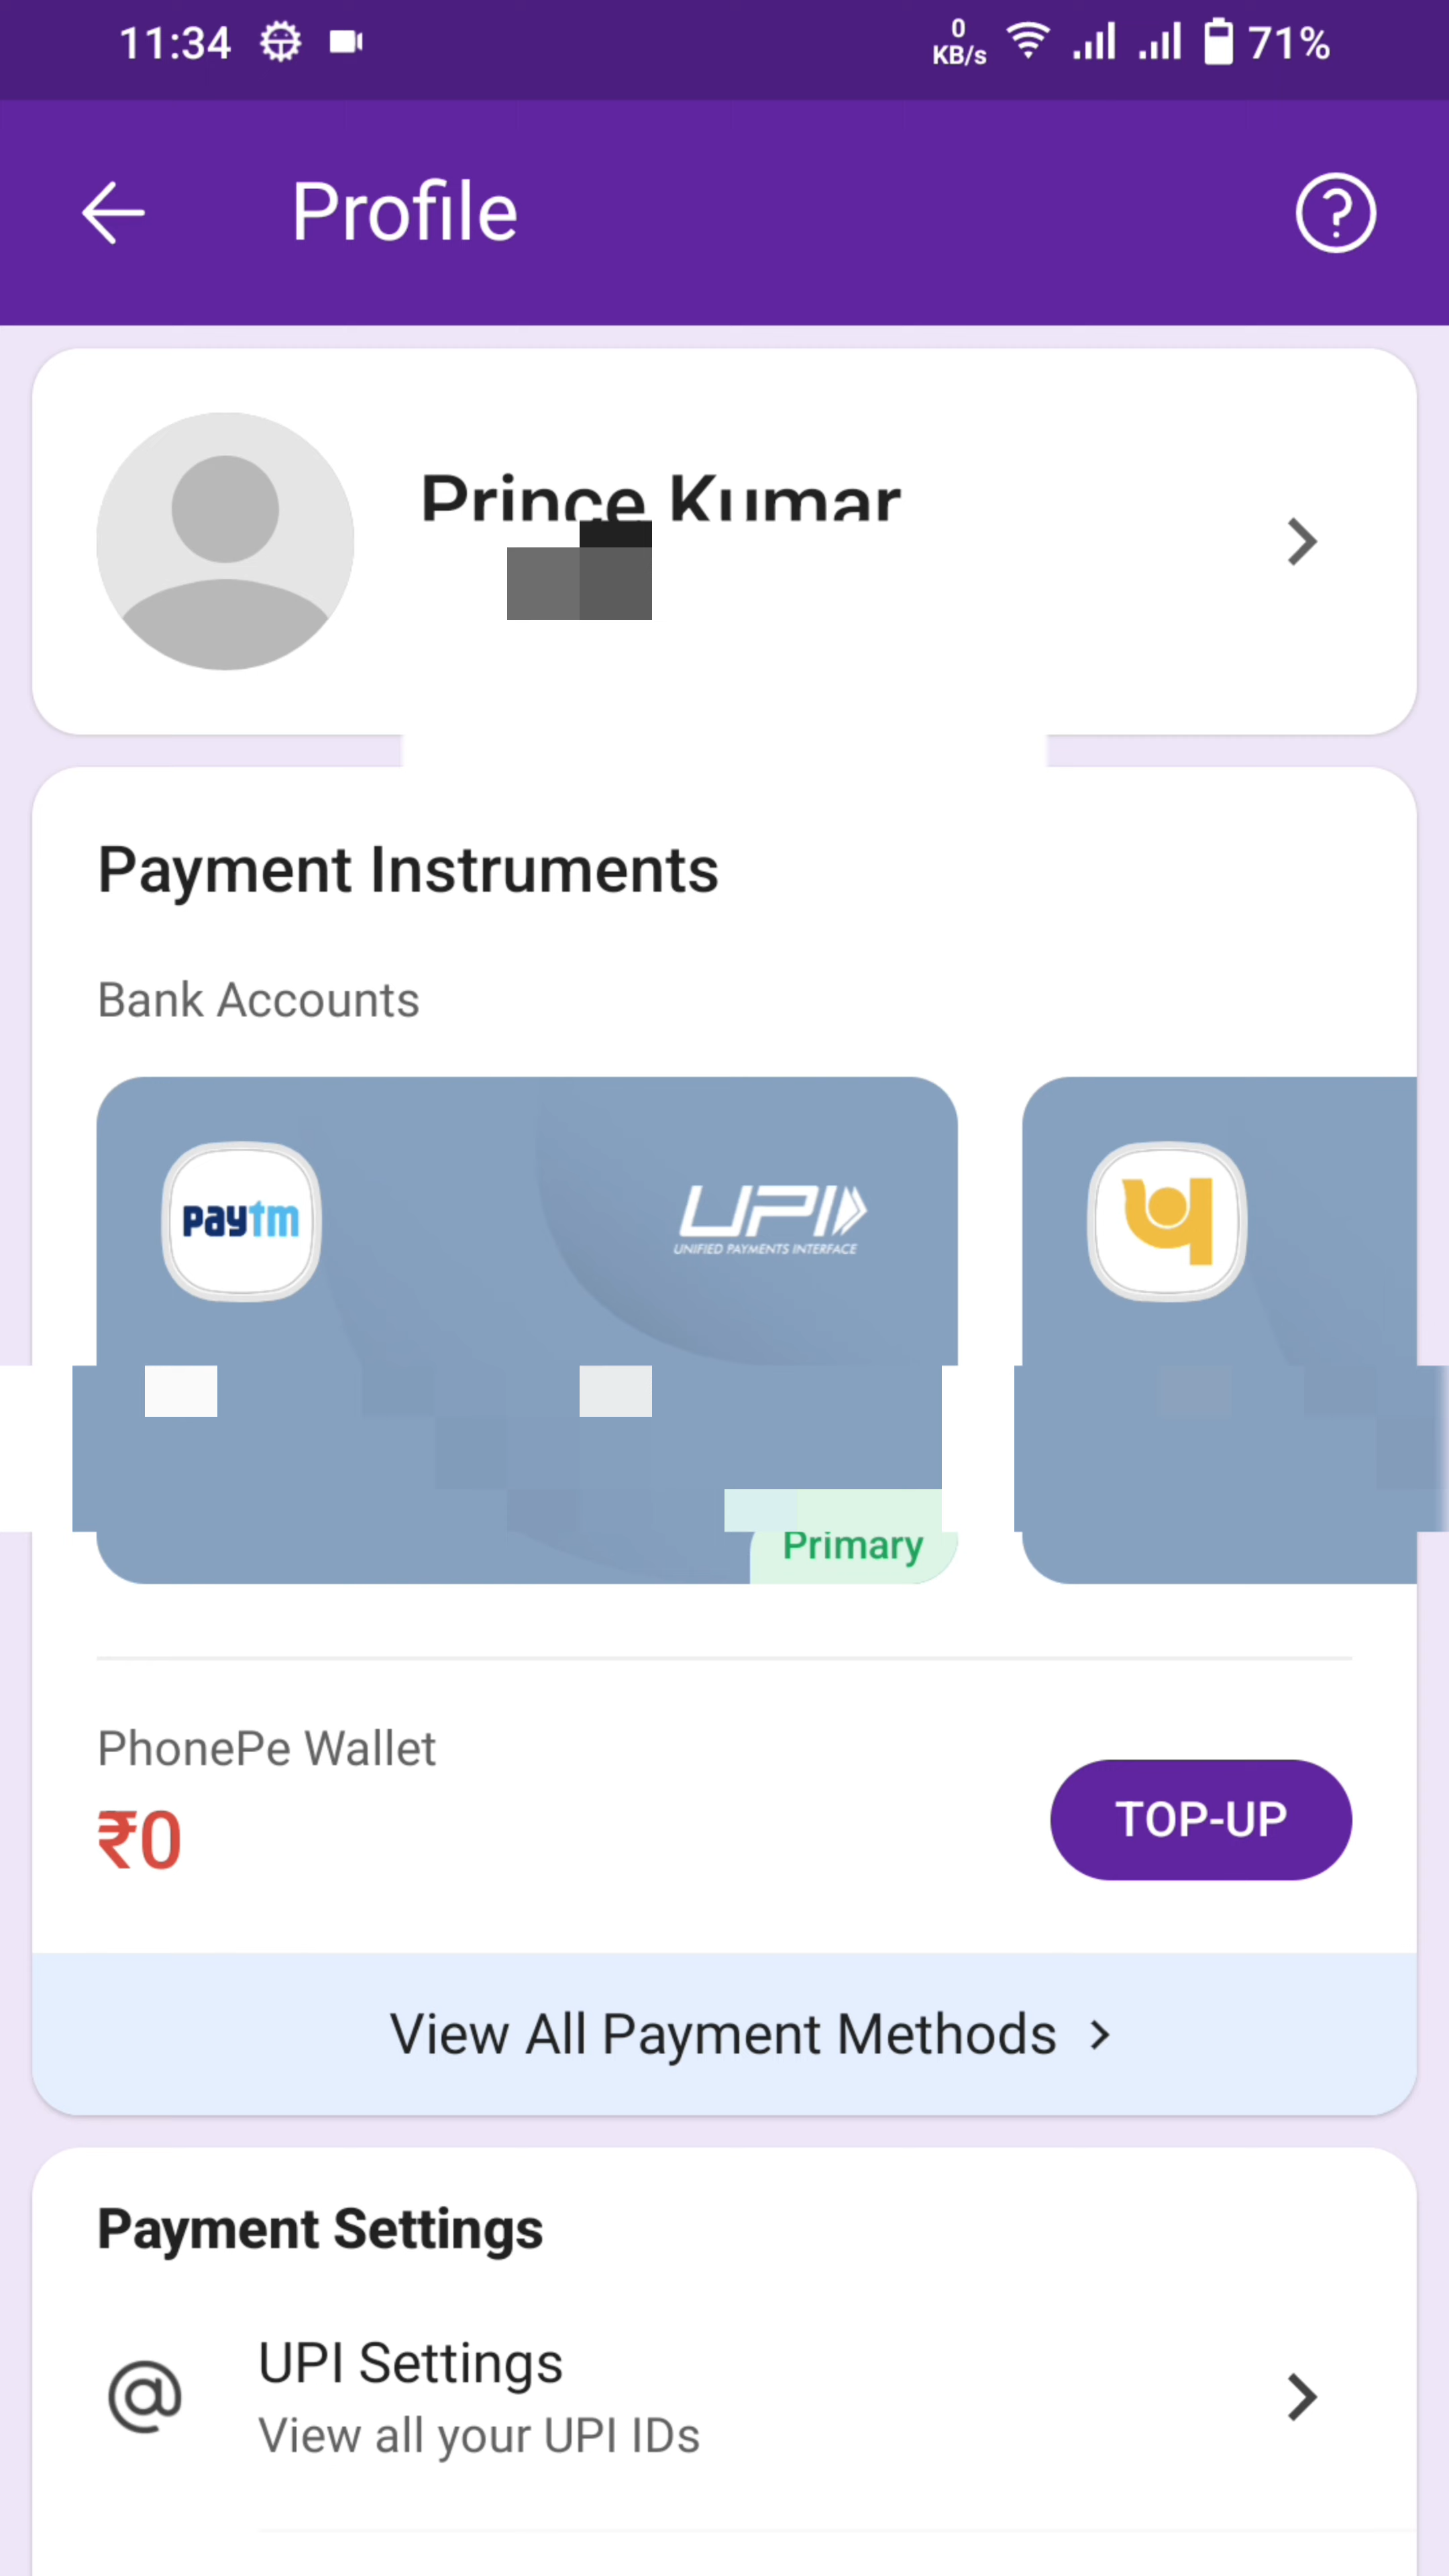 11:34
0
KB/s
71%
Profile
Prince Kumar
Payment Instruments
Bank Accounts
paytm
UPI
UNIFIED PAYMENTS INTERFACE
Primary
PhonePe Wallet
₹0
TOP-UP
View All Payment Methods
Payment Settings
@
UPI Settings
View all your UPI IDs